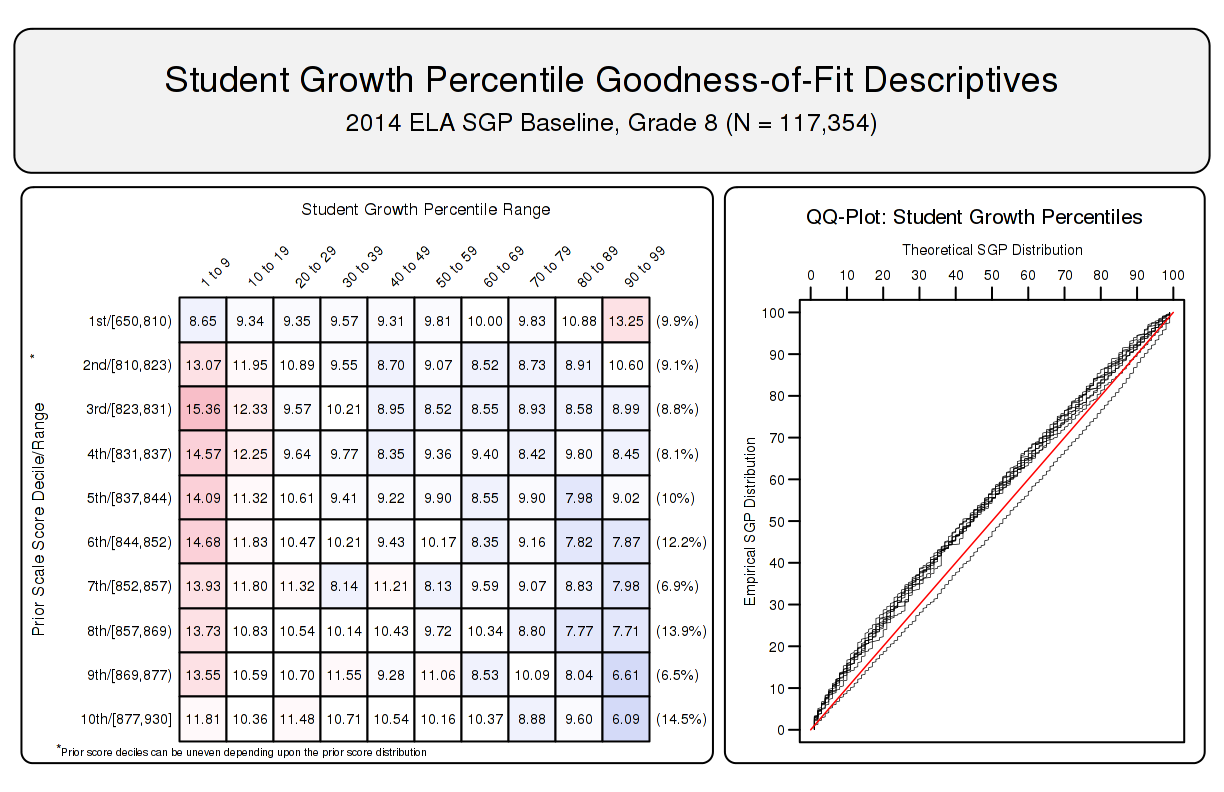 Student Growth Percentile Goodness-of-Fit Descriptives
2014 ELA SGP Baseline, Grade 8 (N = 117,354)
Student Growth Percentile Range
1 to 9 10 to 19 20 to 29 30 to 39 40 to 49 50 to 59 60 to 69 70 to 79 80 to 89 90 to 99
* Prior Scale Score Decile/Range
1st/[650,810) 8.65 9.34 9.35 9.57 9.31 9.81 10.00 9.83 10.88 13.25 (9.9%)
2nd/[810,823) 13.07 11.95 10.89 9.55 8.70 9.07 8.52 8.73 8.91 10.60 (9.1%)
3rd/[823,831) 15.36 12.33 9.57 10.21 8.95 8.52 8.55 8.93 8.58 8.99 (8.8%)
4th/[831,837) 14.57 12.25 9.64 9.77 8.35 9.36 9.40 8.42 9.80 8.45 (8.1%)
5th/[837,844) 14.09 11.32 10.61 9.41 9.22 9.90 8.55 9.90 7.98 9.02 (10%)
6th/[844,852) 14.68 11.83 10.47 10.21 9.43 10.17 8.35 9.16 7.82 7.87 (12.2%)
7th/[852,857) 13.93 11.80 11.32 8.14 11.21 8.13 9.59 9.07 8.83 7.98 (6.9%)
8th/[857,869) 13.73 10.83 10.54 10.14 10.43 9.72 10.34 8.80 7.77 7.71 (13.9%)
9th/[869,877) 13.55 10.59 10.70 11.55 9.28 11.06 8.53 10.09 8.04 6.61 (6.5%)
10th/[877,930] 11.81 10.36 11.48 10.71 10.54 10.16 10.37 8.88 9.60 6.09 (14.5%)
*Prior score deciles can be uneven depending upon the prior score distribution
QQ-Plot: Student Growth Percentiles
Theoretical SGP Distribution
0 10 20 30 40 50 60 70 80 90 100
Empirical SGP Distribution
100
90
80
70
60
50
40
30
20
10
0